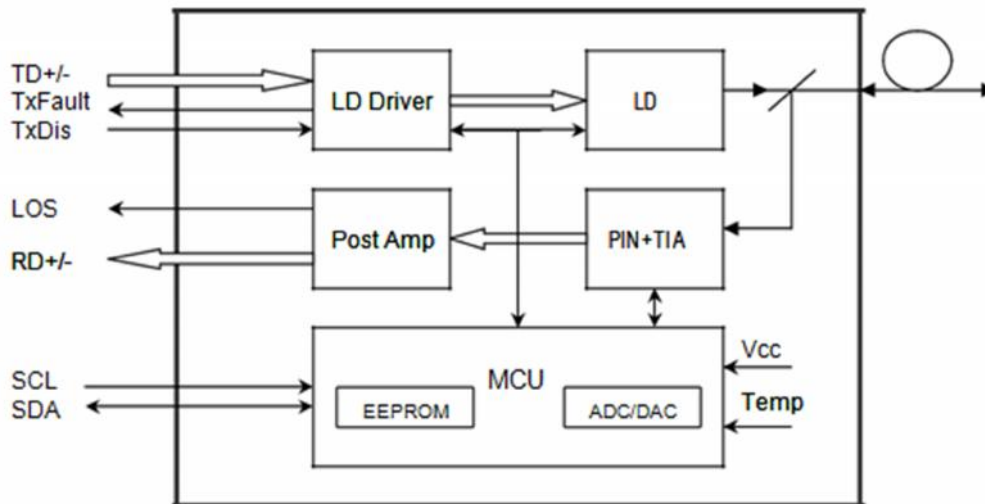 TD+/-
TxFault
TxDis
LD Driver
LD
LOS
RD+/-
Post Amp
PIN+TIA
SCL
SDA
MCU
EEPROM
ADC/DAC
Vcc
Temp